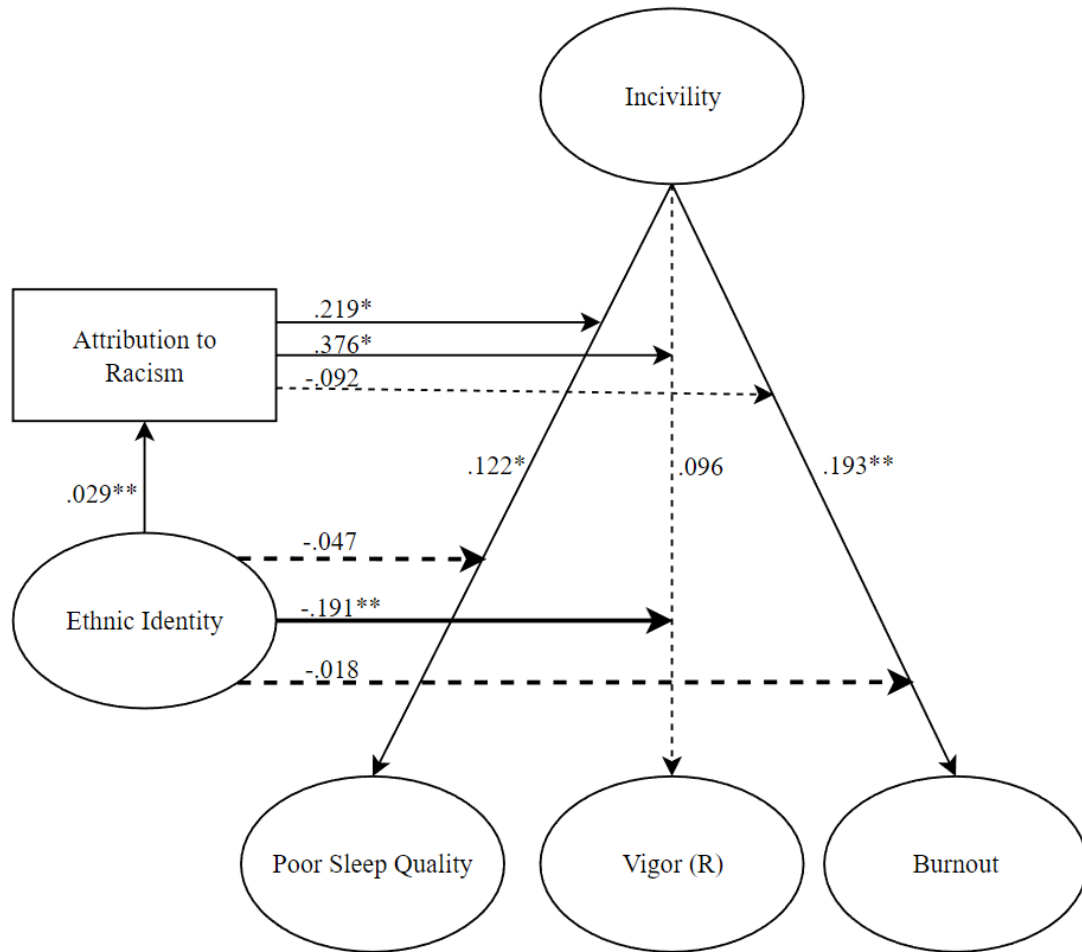 Incivility
.219*
Attribution to
Racism
.376*
-.092
.122*
.096
.193**
.029**
-.047
Ethnic Identity
-.191**
-.018
Poor Sleep Quality
Vigor (R)
Burnout